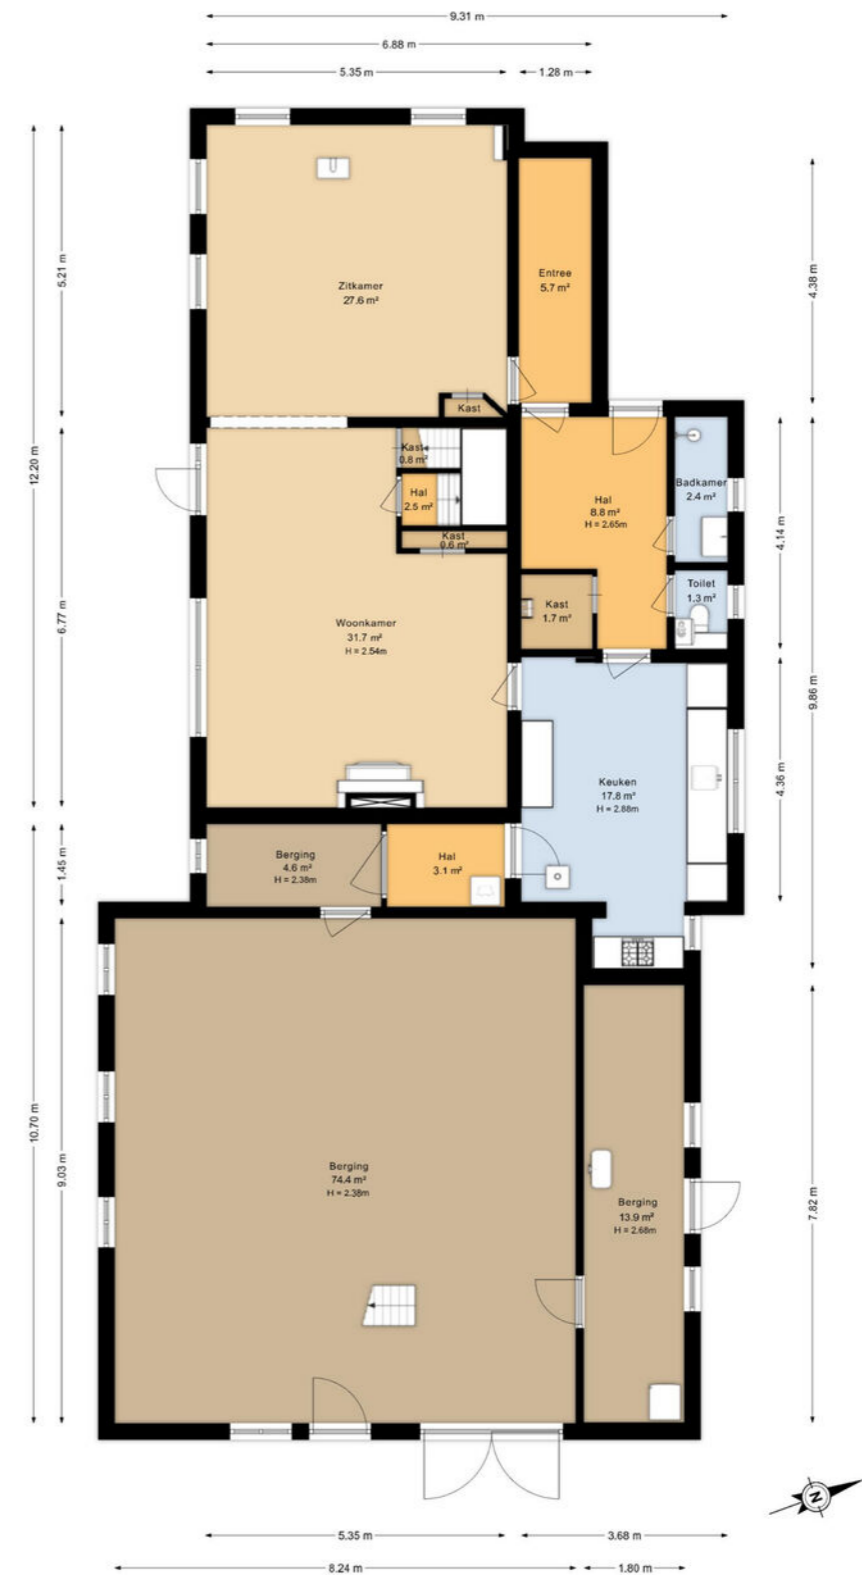 9.31 m
6.88 m
5.35 m
1.28 m
12.20 m
5.21 m
4.38 m
Zitkamer
27.6 m²
Entree
5.7 m²
Kast
Kast
0.8 m²
Hal
2.5 m²
Kast
0.6 m²
Hal
8.8 m²
H = 2.65m
Badkamer
2.4 m²
Toilet
1.3 m²
Kast
1.7 m²
4.14 m
6.77 m
Woonkamer
31.7 m²
H = 2.54m
9.86 m
Keuken
17.8 m²
H = 2.88m
4.36 m
1.45 m
Berging
4.6 m²
H = 2.38m
Hal
3.1 m²
10.70 m
9.03 m
Berging
74.4 m²
H = 2.38m
Berging
13.9 m²
H = 2.68m
7.82 m
N
5.35 m
3.68 m
8.24 m
1.80 m